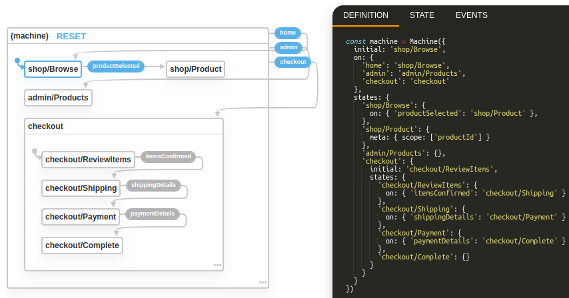 (machine) RESET
home
admin
checkout
shop/Browse productSelected shop/Product
admin/Products
checkout
checkout/ReviewItems itemsConfirmed
checkout/Shipping shippingDetails
checkout/Payment paymentDetails
checkout/Complete
DEFINITION STATE EVENTS
const machine = Machine({
initial: 'shop/Browse',
on: {
'home': 'shop/Browse',
'admin': 'admin/Products',
'checkout': 'checkout'
},
states: {
'shop/Browse': {
on: { 'productSelected': 'shop/Product' },
},
'shop/Product': {
meta: { scope: ['productId'] }
},
'admin/Products': {},
'checkout': {
initial: 'checkout/ReviewItems',
states: {
'checkout/ReviewItems': {
on: { 'itemsConfirmed': 'checkout/Shipping' }
},
'checkout/Shipping': {
on: { 'shippingDetails': 'checkout/Payment' }
},
'checkout/Payment': {
on: { 'paymentDetails': 'checkout/Complete' }
},
'checkout/Complete': {}
}
}
}
})